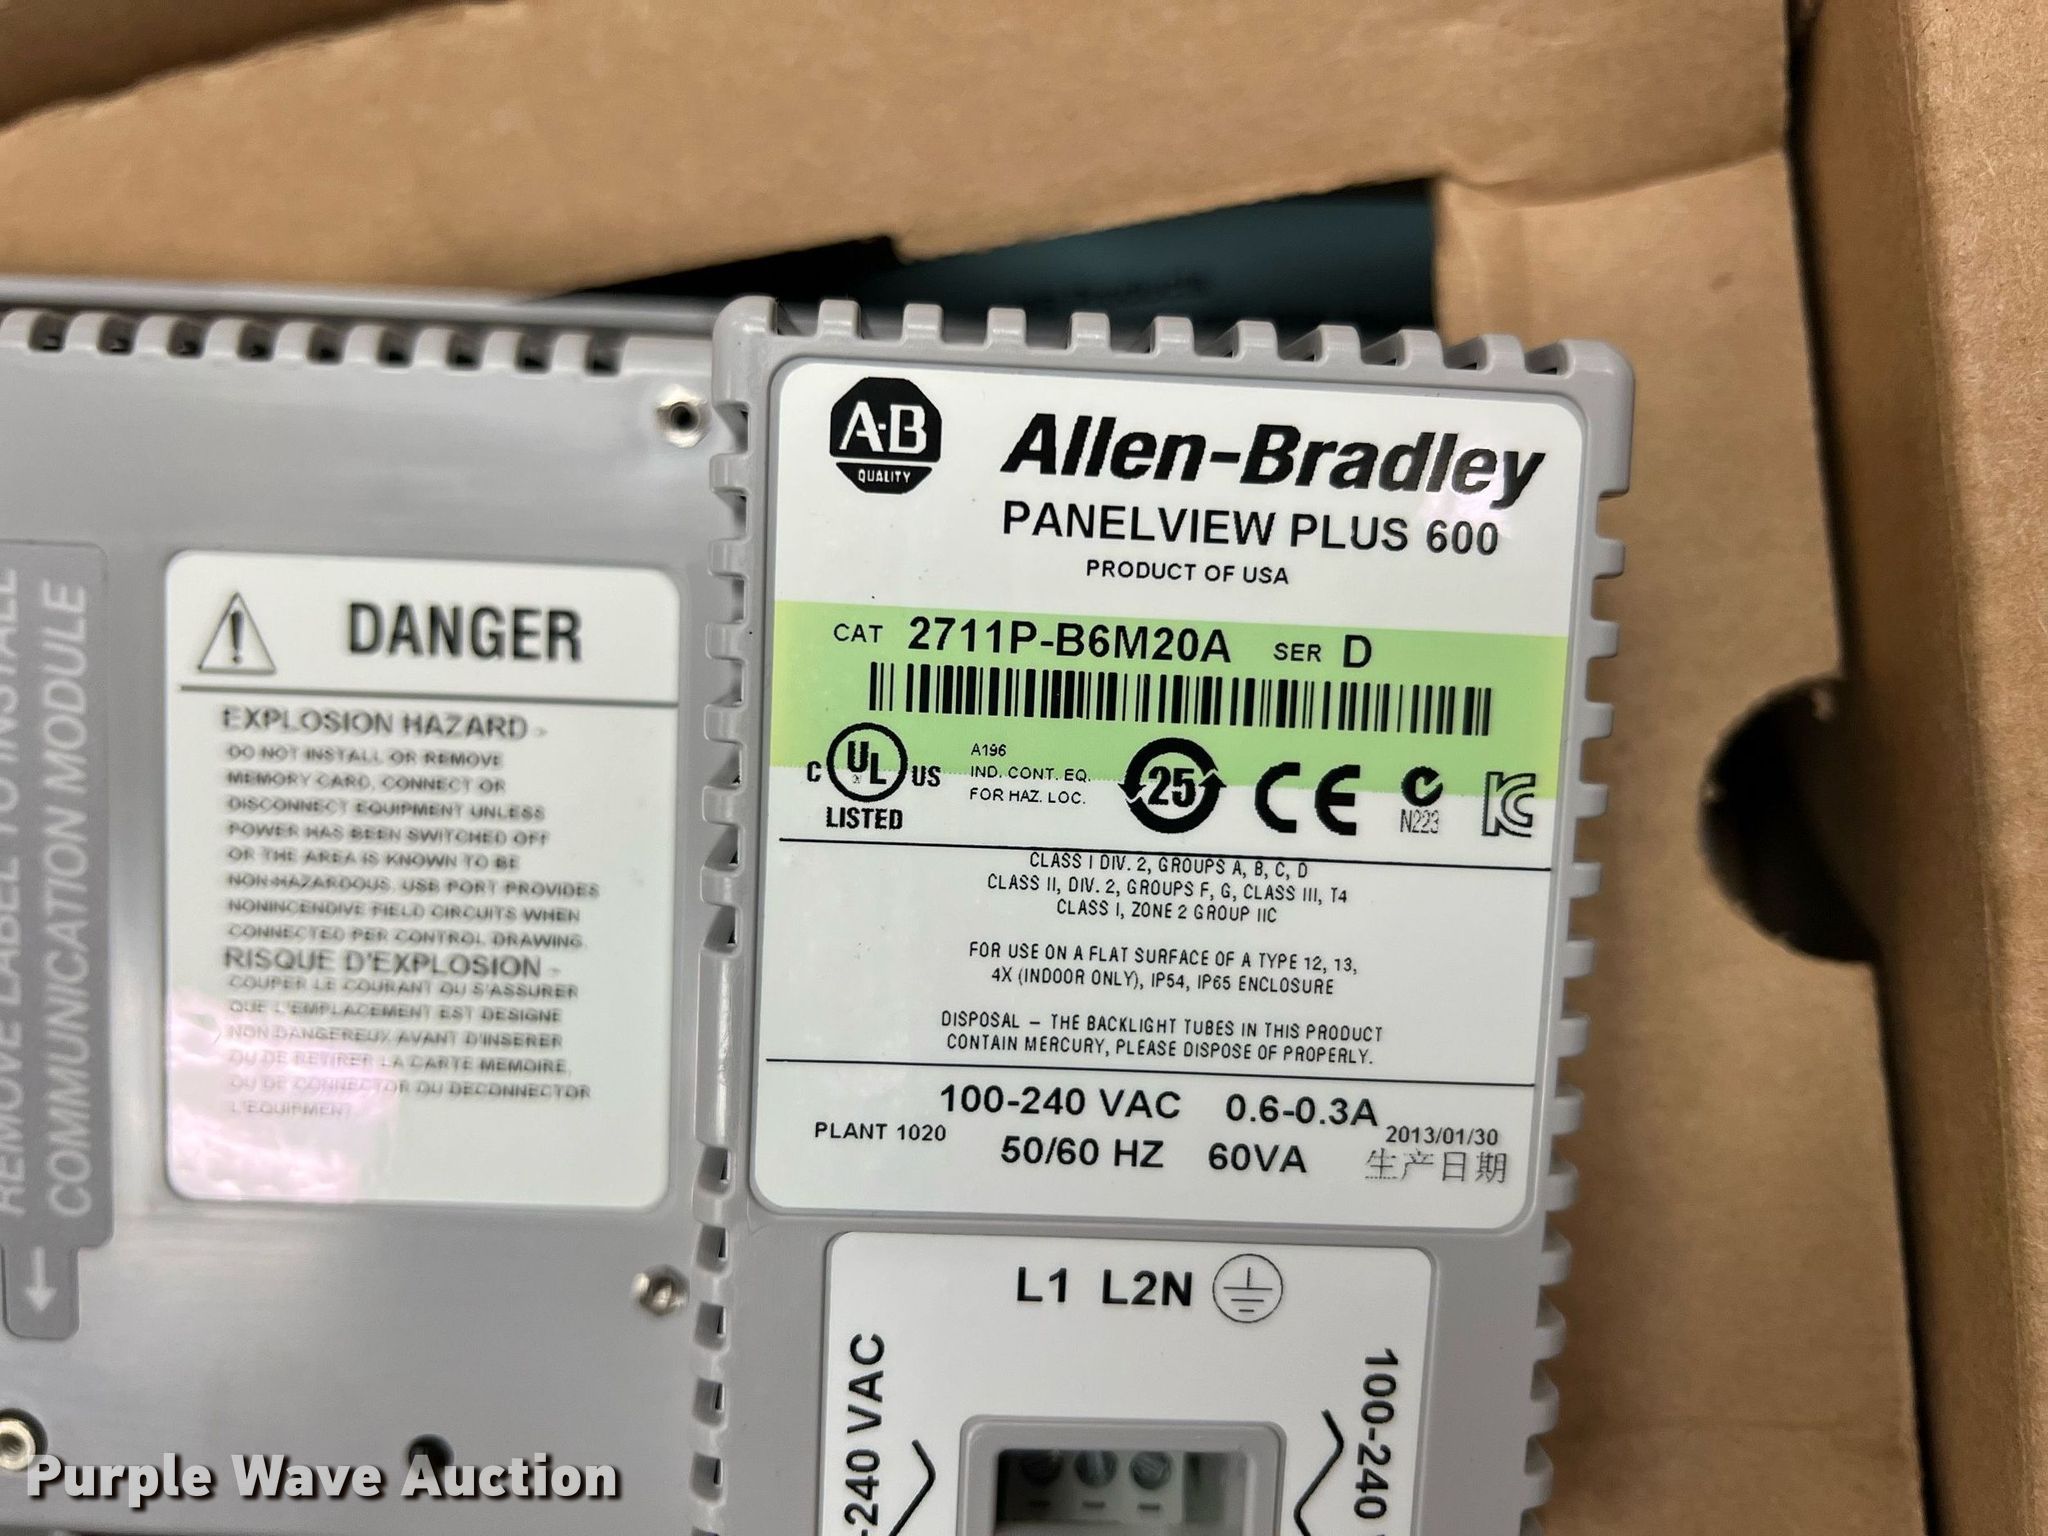 A·B
QUALITY
Allen-Bradley
PANELVIEW PLUS 600
PRODUCT OF USA
CAT 2711P-B6M20A SER D
C UL US
LISTED
A196
IND. CONT. EQ.
FOR HAZ. LOC.
25
CE
N223
CLASS I DIV. 2, GROUPS A, B, C, D
CLASS II, DIV. 2, GROUPS F, G, CLASS III, T4
CLASS I, ZONE 2 GROUP IIC
FOR USE ON A FLAT SURFACE OF A TYPE 12, 13,
4X (INDOOR ONLY), IP54, IP65 ENCLOSURE
DISPOSAL – THE BACKLIGHT TUBES IN THIS PRODUCT
CONTAIN MERCURY, PLEASE DISPOSE OF PROPERLY.
100-240 VAC 0.6-0.3A
PLANT 1020 50/60 HZ 60VA
2013/01/30
生产日期
L1 L2N
-240 VAC
100-240
DANGER
EXPLOSION HAZARD -
DO NOT INSTALL OR REMOVE
MEMORY CARD, CONNECT OR
DISCONNECT EQUIPMENT UNLESS
POWER HAS BEEN SWITCHED OFF
OR THE AREA IS KNOWN TO BE
NON-HAZARDOUS. USB PORT PROVIDES
NONINCENDIVE FIELD CIRCUITS WHEN
CONNECTED PER CONTROL DRAWING.
RISQUE D'EXPLOSION -
COUPER LE COURANT OU S'ASSURER
QUE L'EMPLACEMENT EST DESIGNE
NON DANGEREUX AVANT D'INSERER
OU DE RETIRER LA CARTE MEMOIRE,
OU DE CONNECTOR OU DECONNECTOR
L'EQUIPMENT
REMOVE LABEL TO INSTALL
COMMUNICATION MODULE
Purple Wave Auction